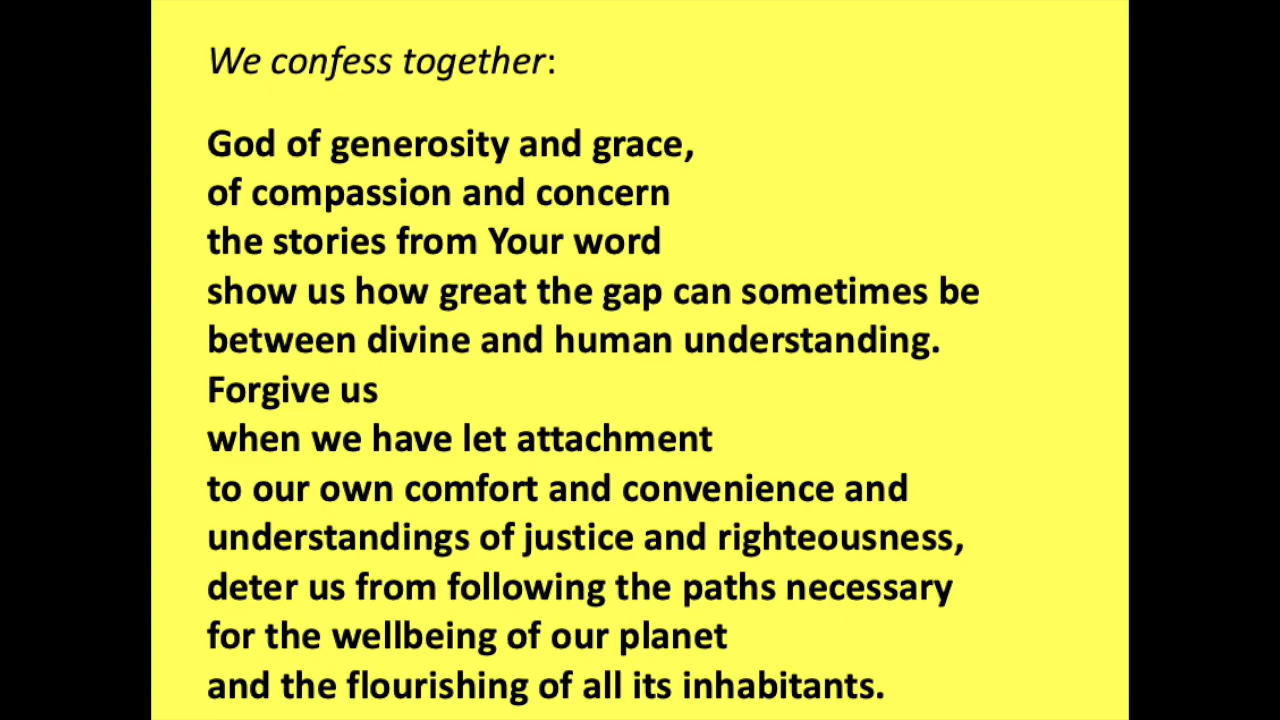 We confess together:
God of generosity and grace,
of compassion and concern
the stories from Your word
show us how great the gap can sometimes be
between divine and human understanding.
Forgive us
when we have let attachment
to our own comfort and convenience and
understandings of justice and righteousness,
deter us from following the paths necessary
for the wellbeing of our planet
and the flourishing of all its inhabitants.